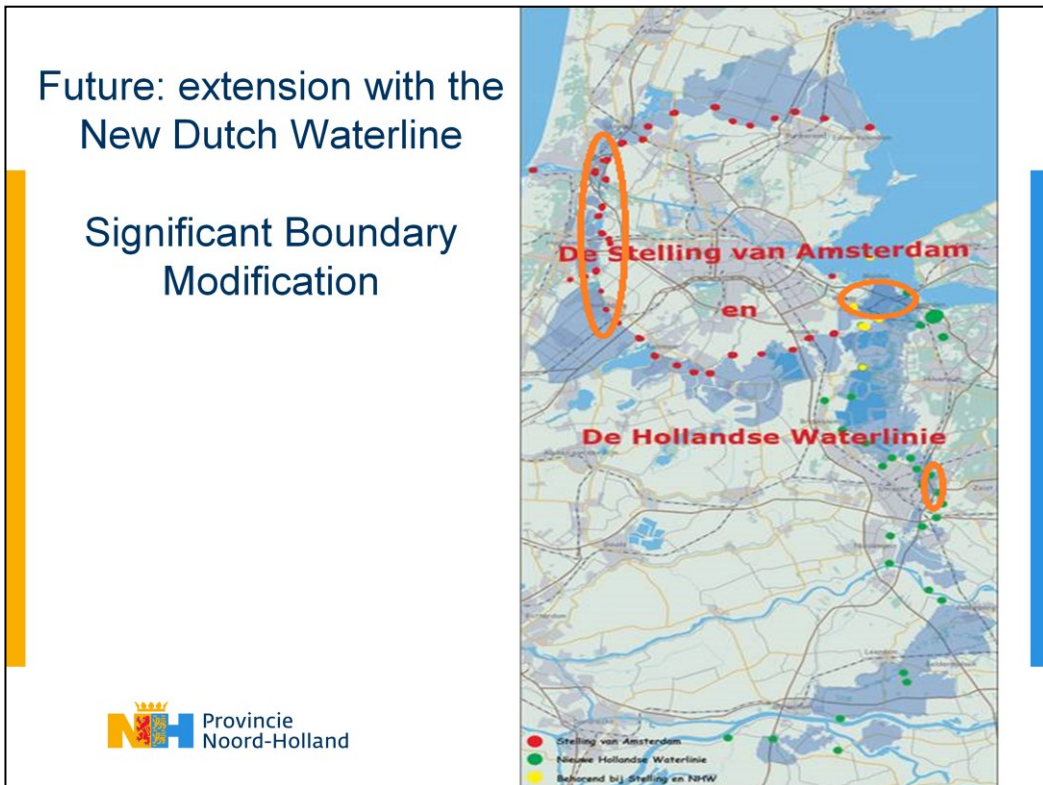 Future: extension with the
New Dutch Waterline
Significant Boundary
Modification
De Stelling van Amsterdam
en
De Hollandse Waterlinie
Provincie
Noord-Holland
Stelling van Amsterdam
Nieuwe Hollandse Waterlinie
Behorend bij Stelling en NHW